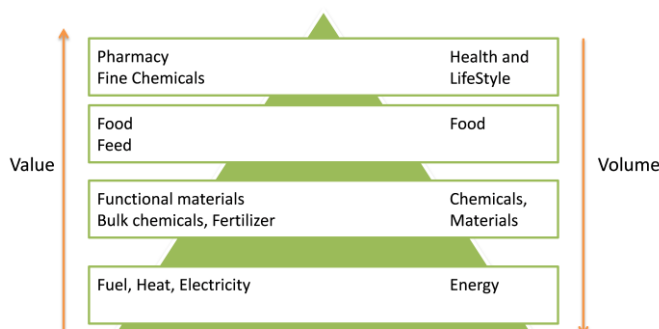 Pharmacy
Fine Chemicals
Health and
LifeStyle
Food
Feed
Food
Value
Volume
Functional materials
Bulk chemicals, Fertilizer
Chemicals,
Materials
Fuel, Heat, Electricity
Energy